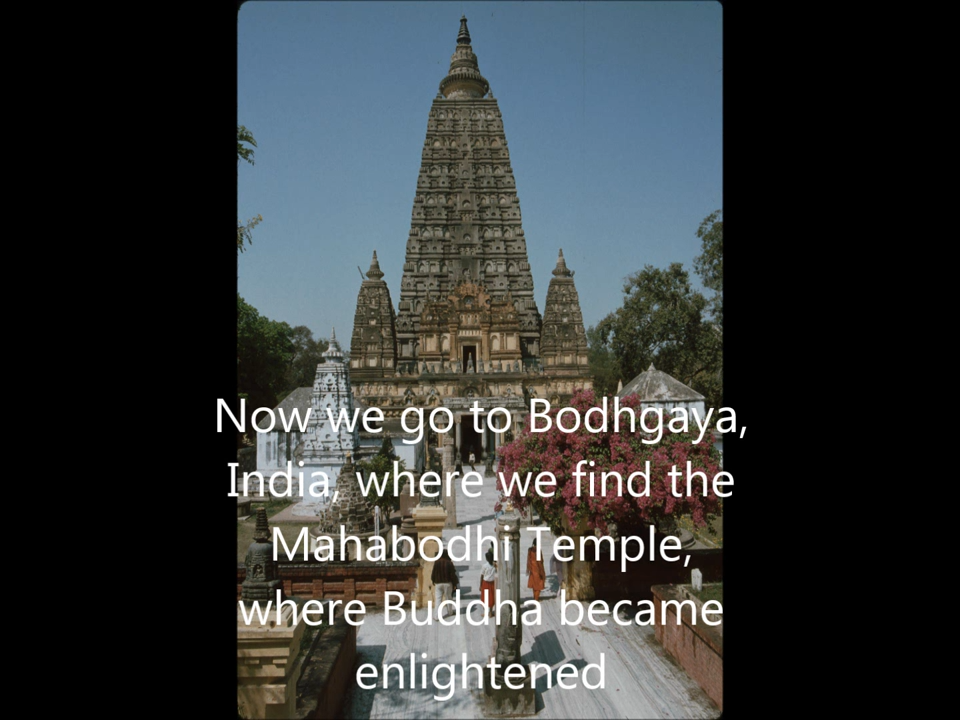 Now we go to Bodhgaya,
India, where we find the
Mahabodhi Temple,
where Buddha became
enlightened